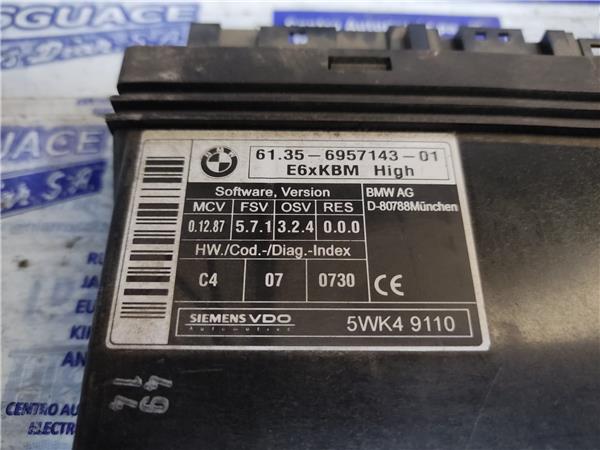 GUACE
BMW
61.35-6957143-01
E6xKBM High
Software, Version
MCV FSV OSV RES
0.12.87 5.7.1 3.2.4 0.0.0
HW./Cod.-/Diag.-Index
C4 07 0730
BMW AG
D-80788München
CE
SIEMENS VDO
Automotive
5WK4 9110
CENTRO AU
ELECTR